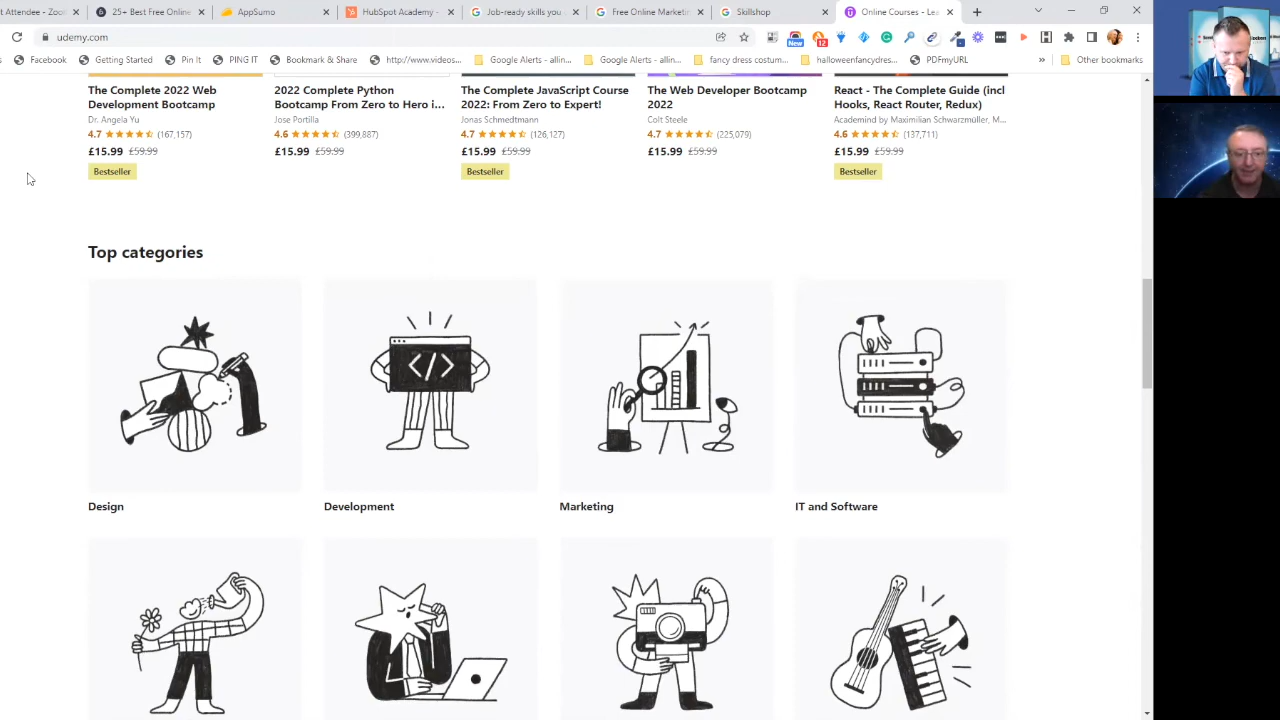 t Attendee - Zoo
25+ Best Free Online
AppSumo
HubSpot Academy -
Job-ready skills you
Free Online Marketi
Skillshop
Online Courses - Lea
udemy.com
New
12
Facebook
Getting Started
Pin It
PING IT
Bookmark & Share
http://www.videos...
Google Alerts - allin...
Google Alerts - allin...
fancy dress costum...
halloweenfancydres...
PDFmyURL
»
Other bookmarks
The Complete 2022 Web
Development Bootcamp
Dr. Angela Yu
4.7 (167,157)
£15.99 £59.99
Bestseller
2022 Complete Python
Bootcamp From Zero to Hero i...
Jose Portilla
4.6 (399,887)
£15.99 £59.99
The Complete JavaScript Course
2022: From Zero to Expert!
Jonas Schmedtmann
4.7 (126,127)
£15.99 £59.99
Bestseller
The Web Developer Bootcamp
2022
Colt Steele
4.7 (225,079)
£15.99 £59.99
React - The Complete Guide (incl
Hooks, React Router, Redux)
Academind by Maximilian Schwarzmüller, M...
4.6 (137,711)
£15.99 £59.99
Bestseller
Top categories
</>
Design
Development
Marketing
IT and Software